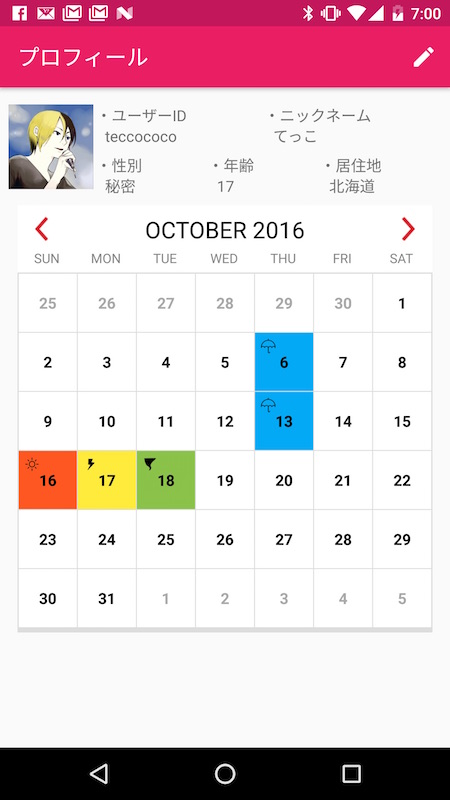 7:00
プロフィール
・ユーザーID ・ニックネーム
teccococo てっこ
・性別 ・年齢 ・居住地
秘密 17 北海道
OCTOBER 2016
SUN MON TUE WED THU FRI SAT
25 26 27 28 29 30 1
2 3 4 5 6 7 8
9 10 11 12 13 14 15
16 17 18 19 20 21 22
23 24 25 26 27 28 29
30 31 1 2 3 4 5